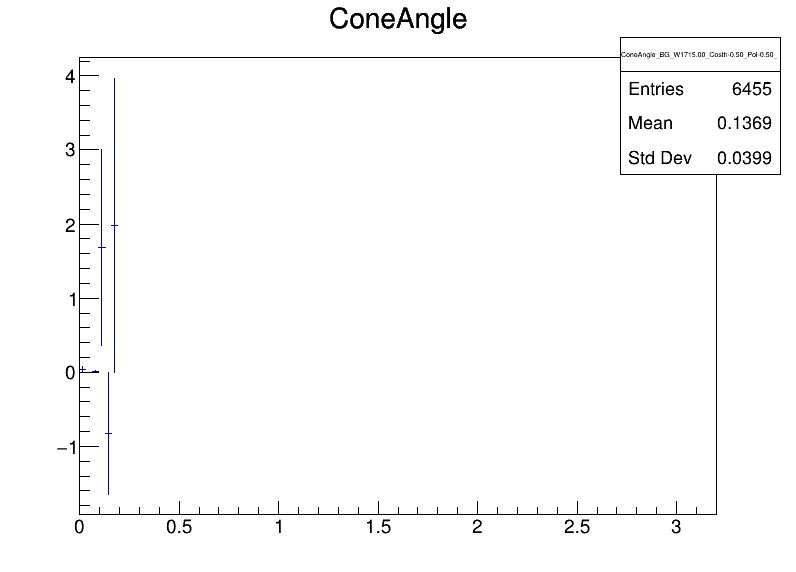 ConeAngle
ConeAngle_BG_W1715.00_Costh-0.50_Pol-0.50_
Entries 6455
Mean 0.1369
Std Dev 0.0399
4
3
2
1
0
−1
0 0.5 1 1.5 2 2.5 3